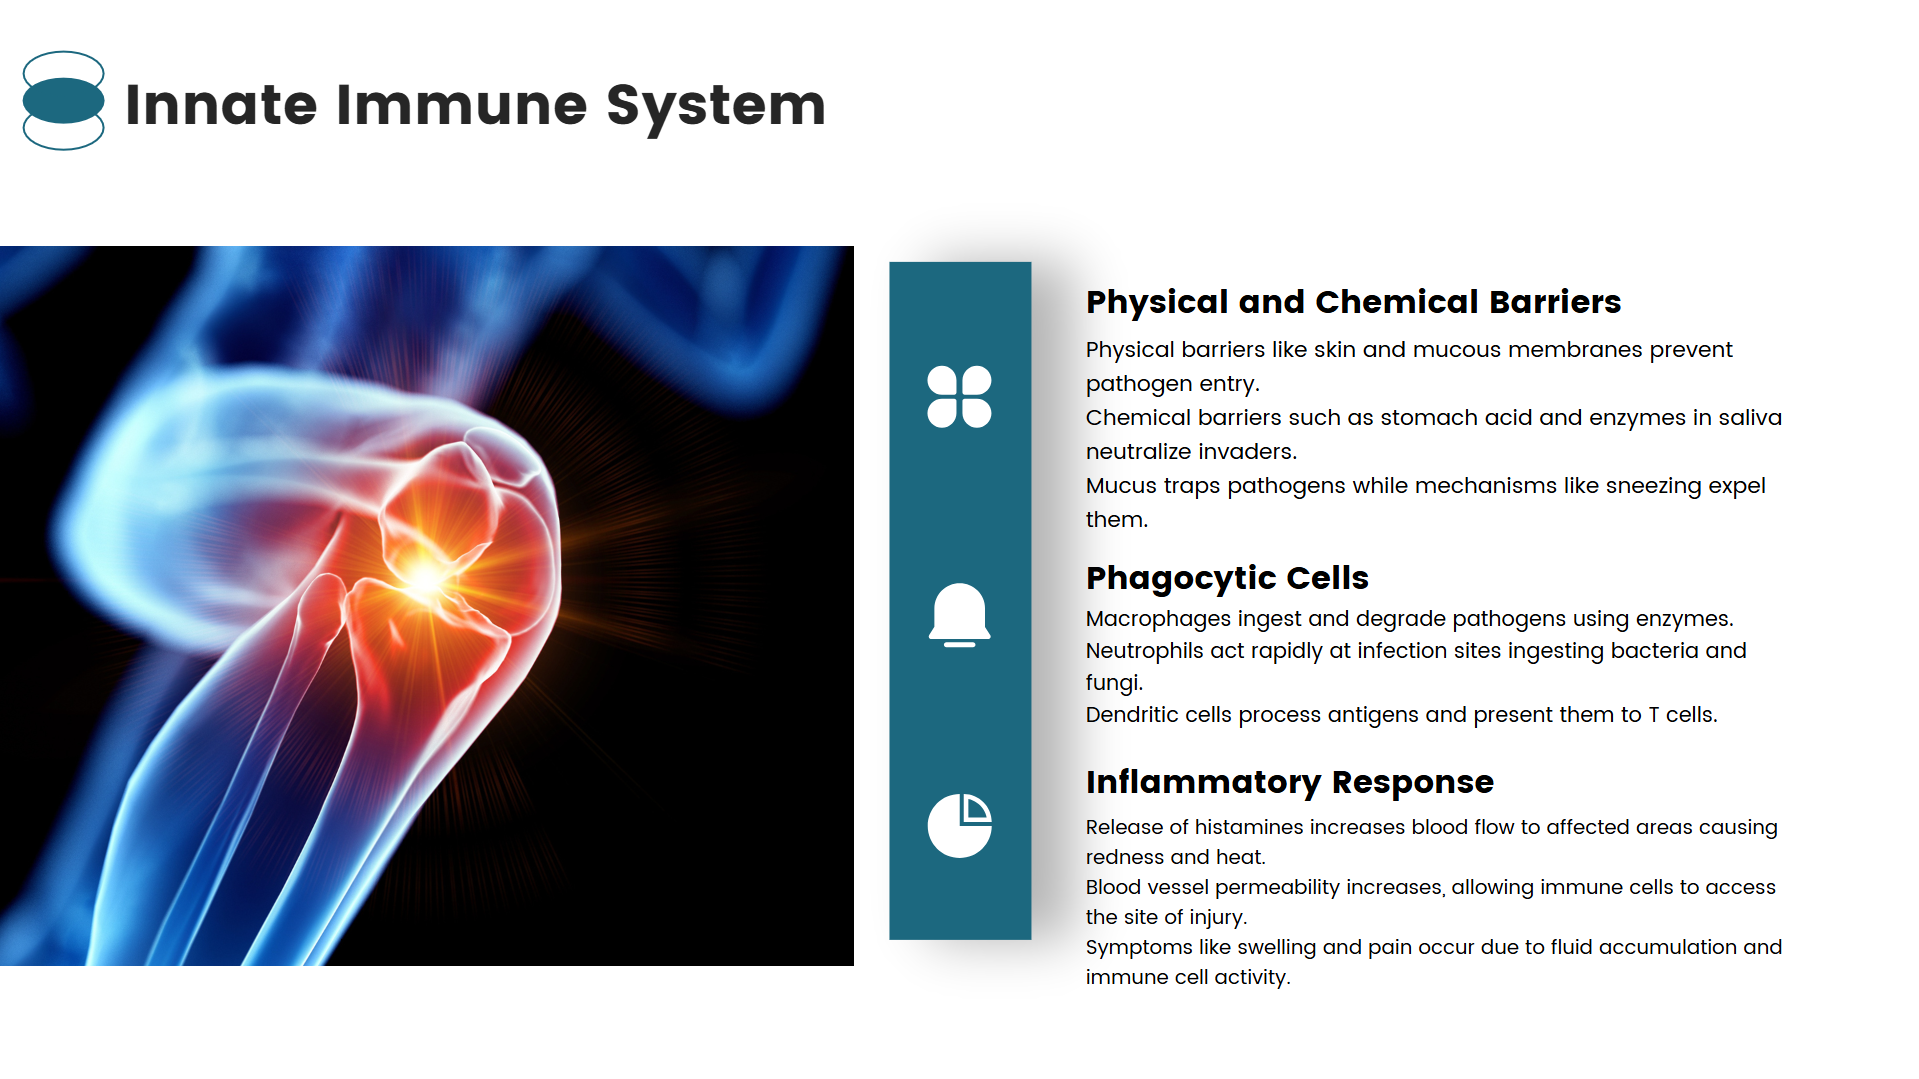 Innate Immune System
Physical and Chemical Barriers
Physical barriers like skin and mucous membranes prevent
pathogen entry.
Chemical barriers such as stomach acid and enzymes in saliva
neutralize invaders.
Mucus traps pathogens while mechanisms like sneezing expel
them.
Phagocytic Cells
Macrophages ingest and degrade pathogens using enzymes.
Neutrophils act rapidly at infection sites ingesting bacteria and
fungi.
Dendritic cells process antigens and present them to T cells.
Inflammatory Response
Release of histamines increases blood flow to affected areas causing
redness and heat.
Blood vessel permeability increases, allowing immune cells to access
the site of injury.
Symptoms like swelling and pain occur due to fluid accumulation and
immune cell activity.